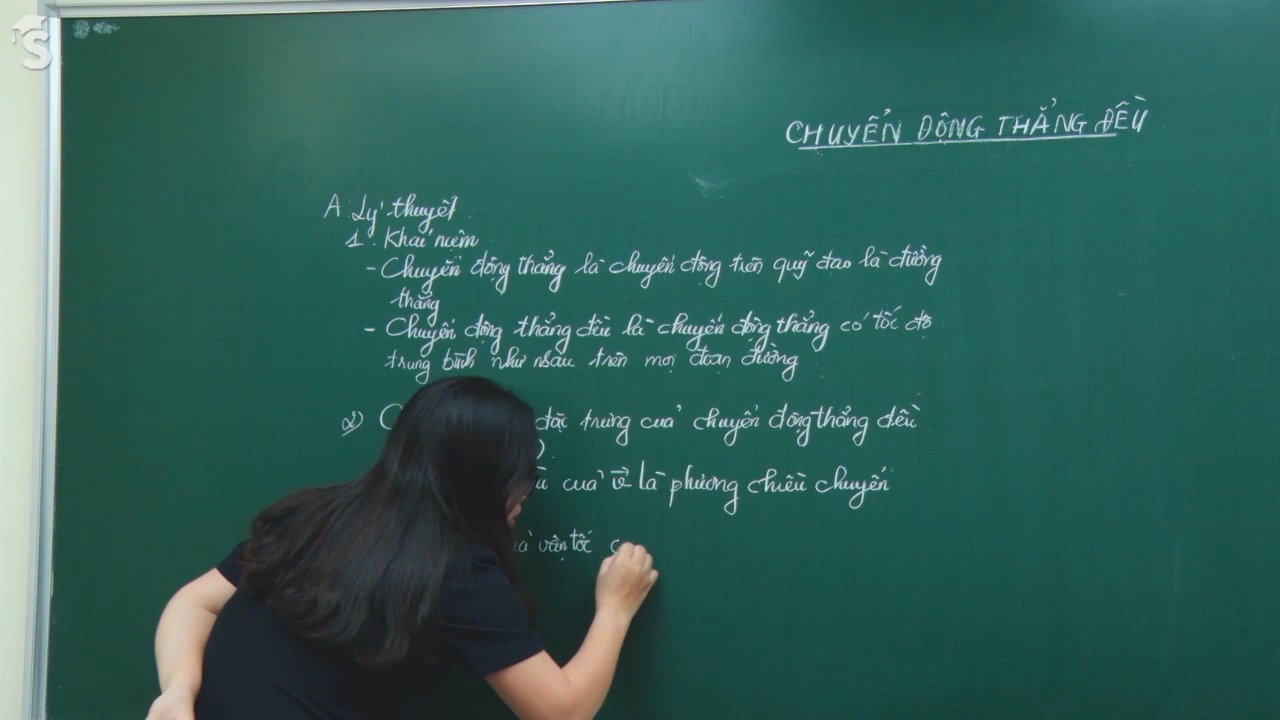 CHUYỂN ĐỘNG THẲNG ĐỀU
A. Lý thuyết
1. Khái niệm
- Chuyển động thẳng là chuyển động trên quỹ đạo là đường
thẳng
- Chuyển động thẳng đều là chuyển động thẳng có tốc độ
trung bình như nhau trên mọi đoạn đường
2) đặc trưng của chuyển động thẳng đều
của v⃗ là phương chiều chuyển
vận tốc